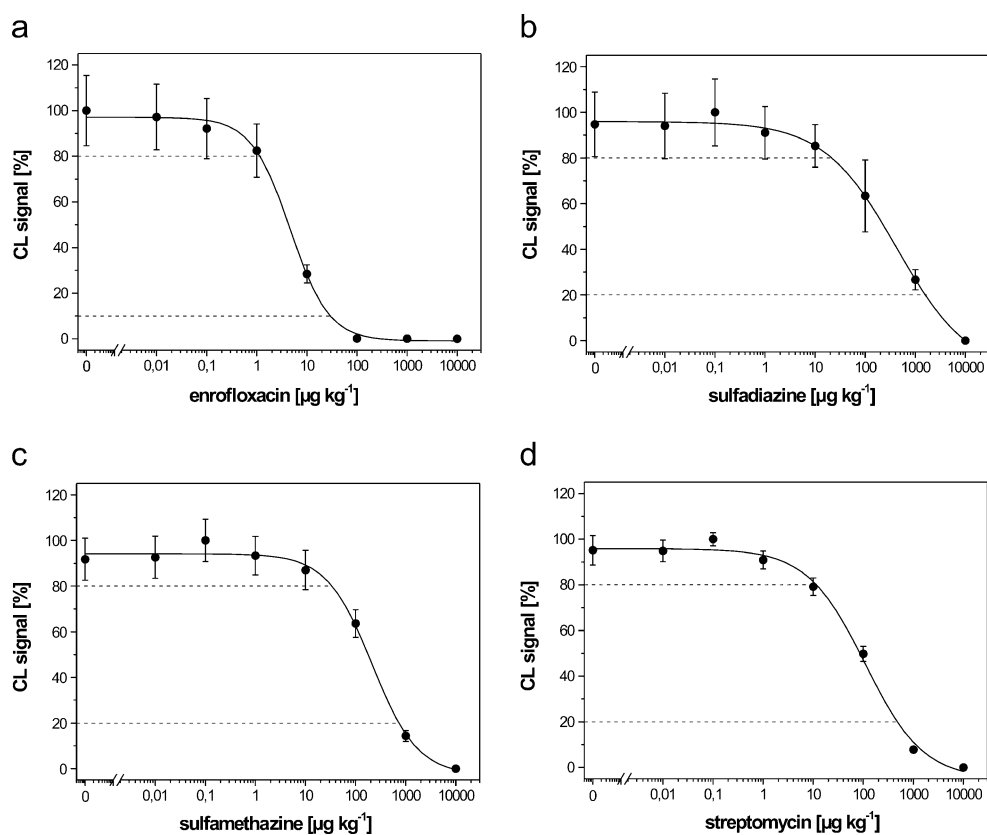 a
120
100
80
60
40
20
0
CL signal [%]
0 0,01 0,1 1 10 100 1000 10000
enrofloxacin [µg kg⁻¹]
b
120
100
80
60
40
20
0
CL signal [%]
0 0,01 0,1 1 10 100 1000 10000
sulfadiazine [µg kg⁻¹]
c
120
100
80
60
40
20
0
CL signal [%]
0 0,01 0,1 1 10 100 1000 10000
sulfamethazine [µg kg⁻¹]
d
120
100
80
60
40
20
0
CL signal [%]
0 0,01 0,1 1 10 100 1000 10000
streptomycin [µg kg⁻¹]